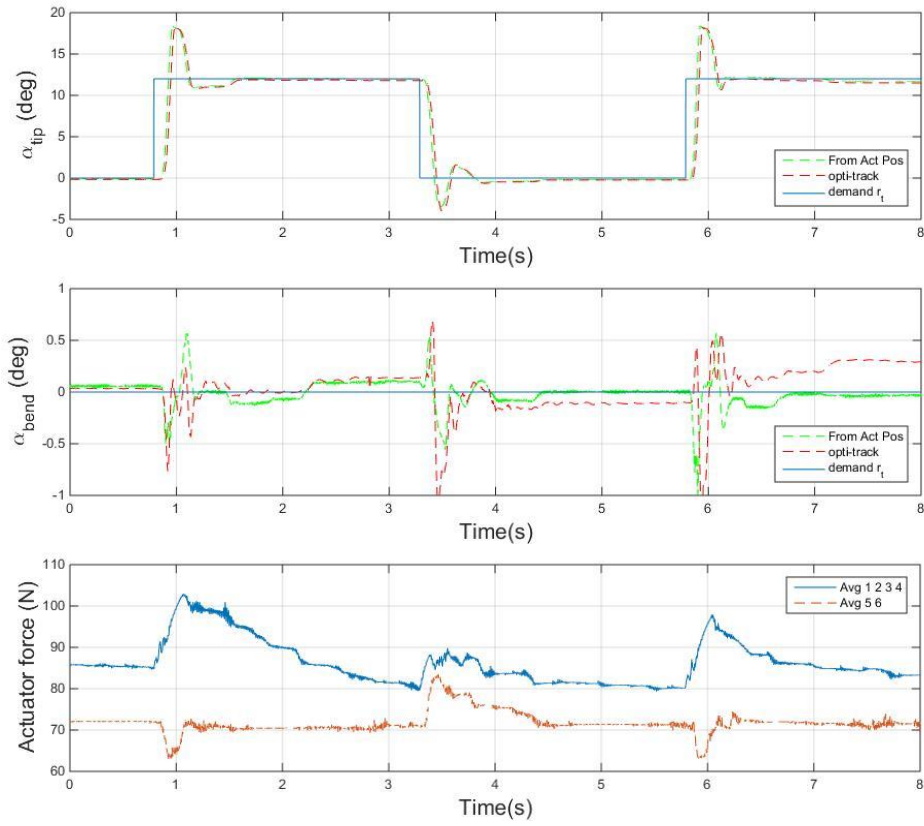 20
15
10
5
0
-5
α_tip (deg)
0 1 2 3 4 5 6 7 8
Time(s)
From Act Pos
opti-track
demand r_t
1
0.5
0
-0.5
-1
α_bend (deg)
0 1 2 3 4 5 6 7 8
Time(s)
From Act Pos
opti-track
demand r_t
110
100
90
80
70
60
Actuator force (N)
0 1 2 3 4 5 6 7 8
Time(s)
Avg 1 2 3 4
Avg 5 6